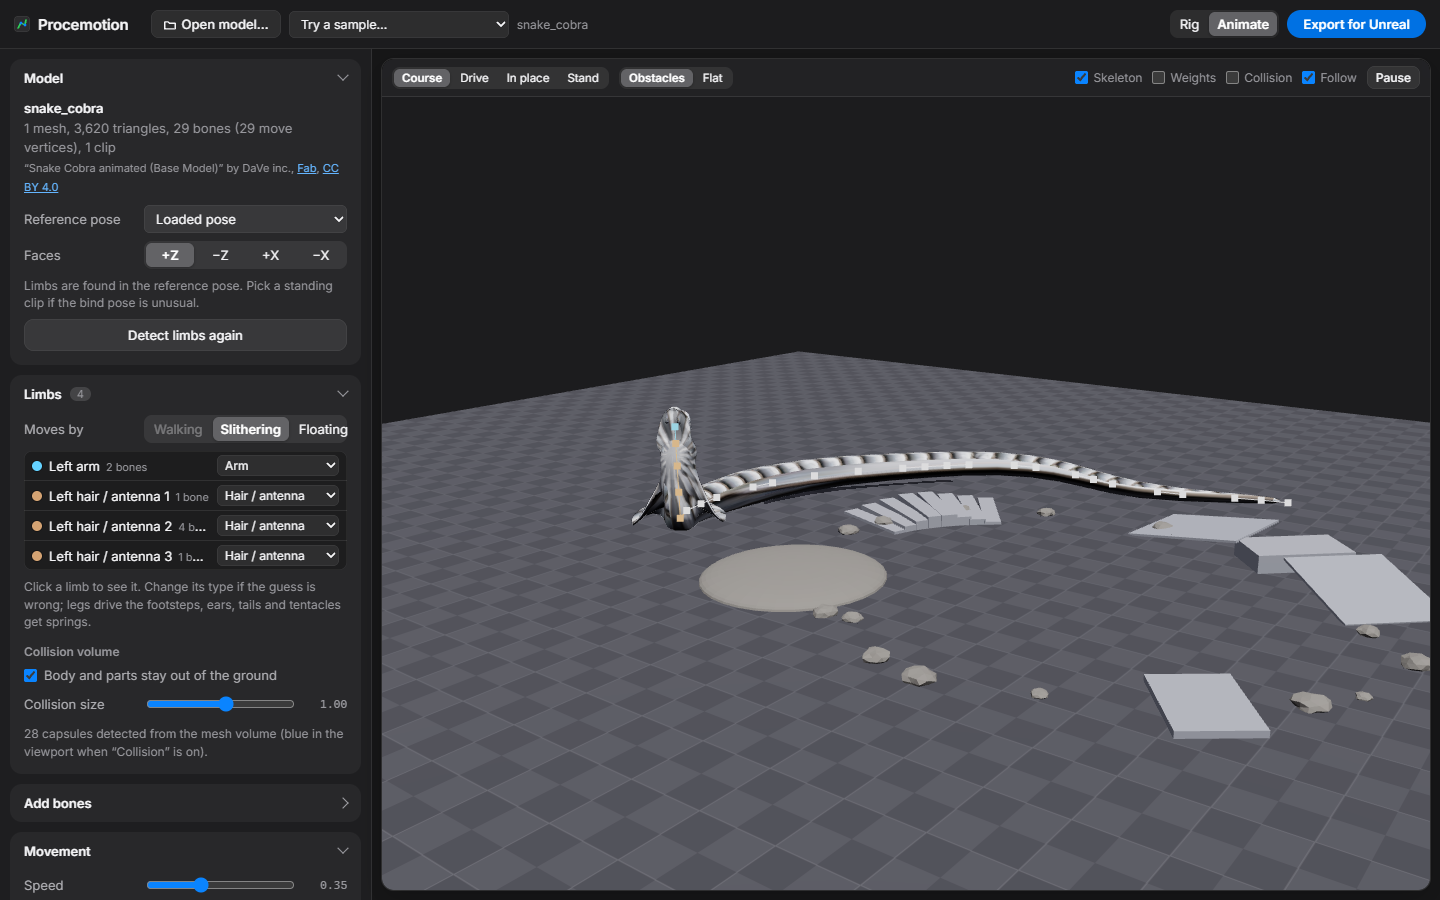 Procemotion
Open model...
Try a sample...
snake_cobra
Rig
Animate
Export for Unreal
Model
snake_cobra
1 mesh, 3,620 triangles, 29 bones (29 move
vertices), 1 clip
“Snake Cobra animated (Base Model)” by DaVe inc., Fab, CC
BY 4.0
Reference pose
Loaded pose
Faces
+Z
−Z
+X
−X
Limbs are found in the reference pose. Pick a standing
clip if the bind pose is unusual.
Detect limbs again
Limbs 4
Moves by
Walking
Slithering
Floating
Left arm 2 bones
Arm
Left hair / antenna 1 1 bone
Hair / antenna
Left hair / antenna 2 4 b...
Hair / antenna
Left hair / antenna 3 1 b...
Hair / antenna
Click a limb to see it. Change its type if the guess is
wrong; legs drive the footsteps, ears, tails and tentacles
get springs.
Collision volume
Body and parts stay out of the ground
Collision size
1.00
28 capsules detected from the mesh volume (blue in the
viewport when “Collision” is on).
Add bones
Movement
Speed
0.35
Course
Drive
In place
Stand
Obstacles
Flat
Skeleton
Weights
Collision
Follow
Pause